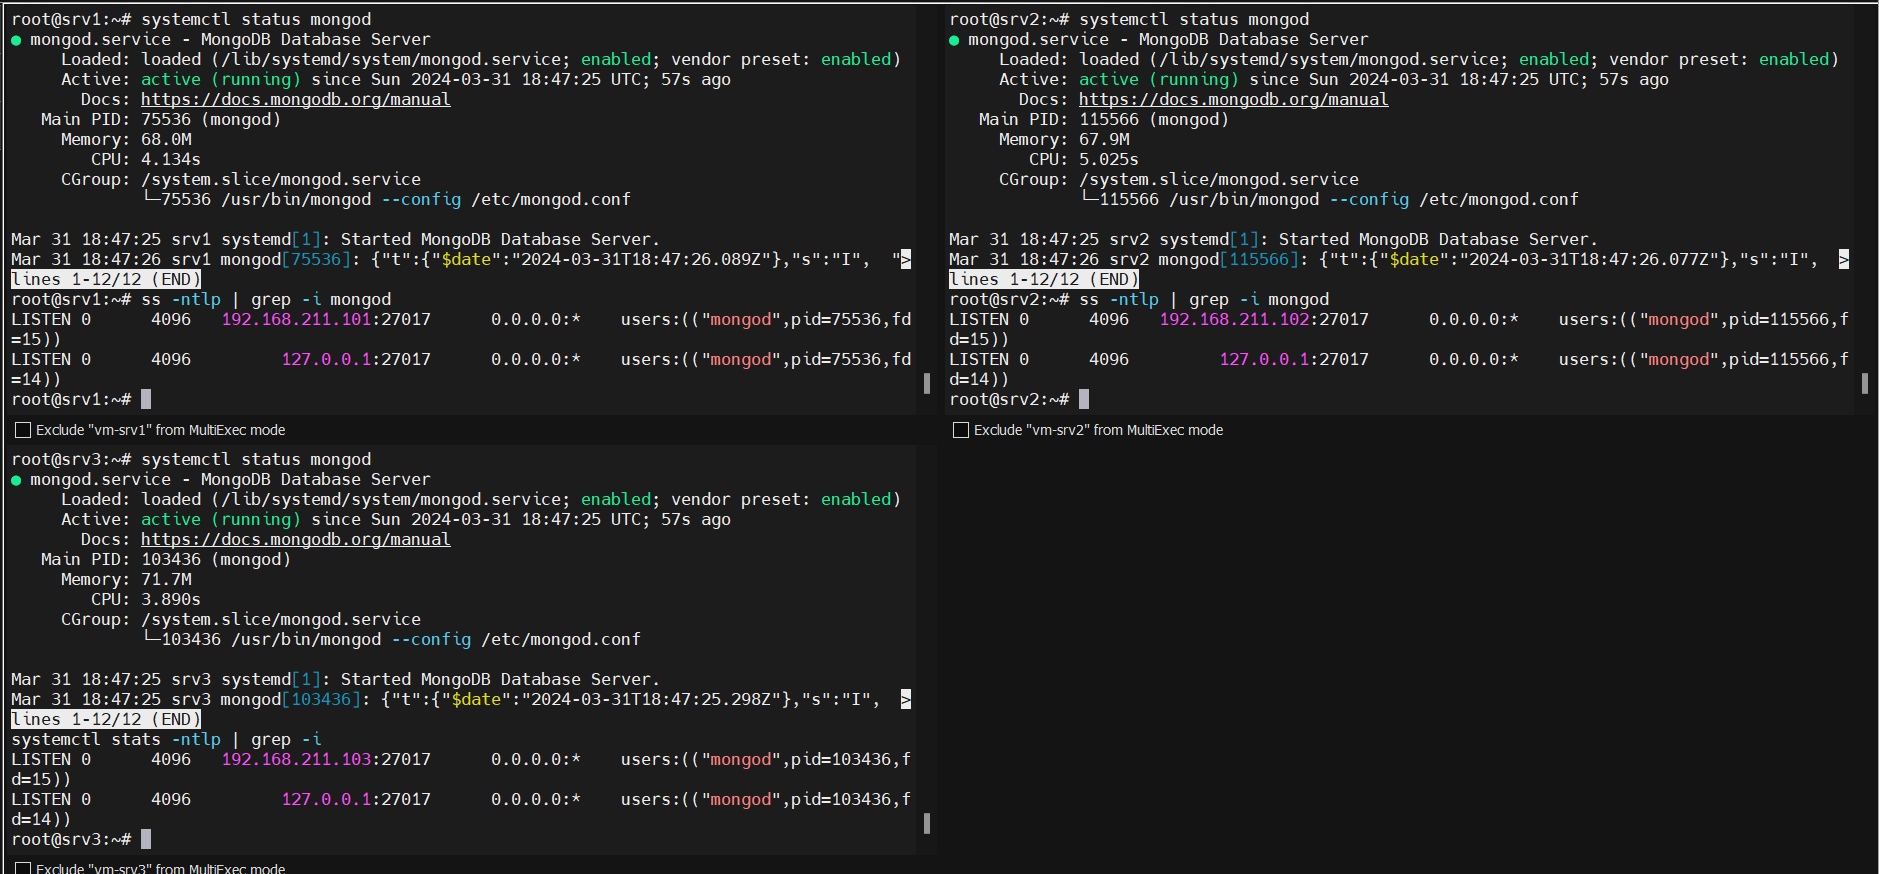 root@srv1:~# systemctl status mongod
● mongod.service - MongoDB Database Server
Loaded: loaded (/lib/systemd/system/mongod.service; enabled; vendor preset: enabled)
Active: active (running) since Sun 2024-03-31 18:47:25 UTC; 57s ago
Docs: https://docs.mongodb.org/manual
Main PID: 75536 (mongod)
Memory: 68.0M
CPU: 4.134s
CGroup: /system.slice/mongod.service
└─75536 /usr/bin/mongod --config /etc/mongod.conf
Mar 31 18:47:25 srv1 systemd[1]: Started MongoDB Database Server.
Mar 31 18:47:26 srv1 mongod[75536]: {"t":{"$date":"2024-03-31T18:47:26.089Z"},"s":"I",  ">
lines 1-12/12 (END)
root@srv1:~# ss -ntlp | grep -i mongod
LISTEN 0      4096   192.168.211.101:27017      0.0.0.0:*    users:(("mongod",pid=75536,fd
=15))
LISTEN 0      4096         127.0.0.1:27017      0.0.0.0:*    users:(("mongod",pid=75536,fd
=14))
root@srv1:~#
Exclude "vm-srv1" from MultiExec mode
root@srv2:~# systemctl status mongod
● mongod.service - MongoDB Database Server
Loaded: loaded (/lib/systemd/system/mongod.service; enabled; vendor preset: enabled)
Active: active (running) since Sun 2024-03-31 18:47:25 UTC; 57s ago
Docs: https://docs.mongodb.org/manual
Main PID: 115566 (mongod)
Memory: 67.9M
CPU: 5.025s
CGroup: /system.slice/mongod.service
└─115566 /usr/bin/mongod --config /etc/mongod.conf
Mar 31 18:47:25 srv2 systemd[1]: Started MongoDB Database Server.
Mar 31 18:47:26 srv2 mongod[115566]: {"t":{"$date":"2024-03-31T18:47:26.077Z"},"s":"I",  >
lines 1-12/12 (END)
root@srv2:~# ss -ntlp | grep -i mongod
LISTEN 0      4096   192.168.211.102:27017      0.0.0.0:*    users:(("mongod",pid=115566,f
d=15))
LISTEN 0      4096         127.0.0.1:27017      0.0.0.0:*    users:(("mongod",pid=115566,f
d=14))
root@srv2:~#
Exclude "vm-srv2" from MultiExec mode
root@srv3:~# systemctl status mongod
● mongod.service - MongoDB Database Server
Loaded: loaded (/lib/systemd/system/mongod.service; enabled; vendor preset: enabled)
Active: active (running) since Sun 2024-03-31 18:47:25 UTC; 57s ago
Docs: https://docs.mongodb.org/manual
Main PID: 103436 (mongod)
Memory: 71.7M
CPU: 3.890s
CGroup: /system.slice/mongod.service
└─103436 /usr/bin/mongod --config /etc/mongod.conf
Mar 31 18:47:25 srv3 systemd[1]: Started MongoDB Database Server.
Mar 31 18:47:25 srv3 mongod[103436]: {"t":{"$date":"2024-03-31T18:47:25.298Z"},"s":"I",  >
lines 1-12/12 (END)
systemctl stats -ntlp | grep -i
LISTEN 0      4096   192.168.211.103:27017      0.0.0.0:*    users:(("mongod",pid=103436,f
d=15))
LISTEN 0      4096         127.0.0.1:27017      0.0.0.0:*    users:(("mongod",pid=103436,f
d=14))
root@srv3:~#
Exclude "vm-srv3" from MultiExec mode